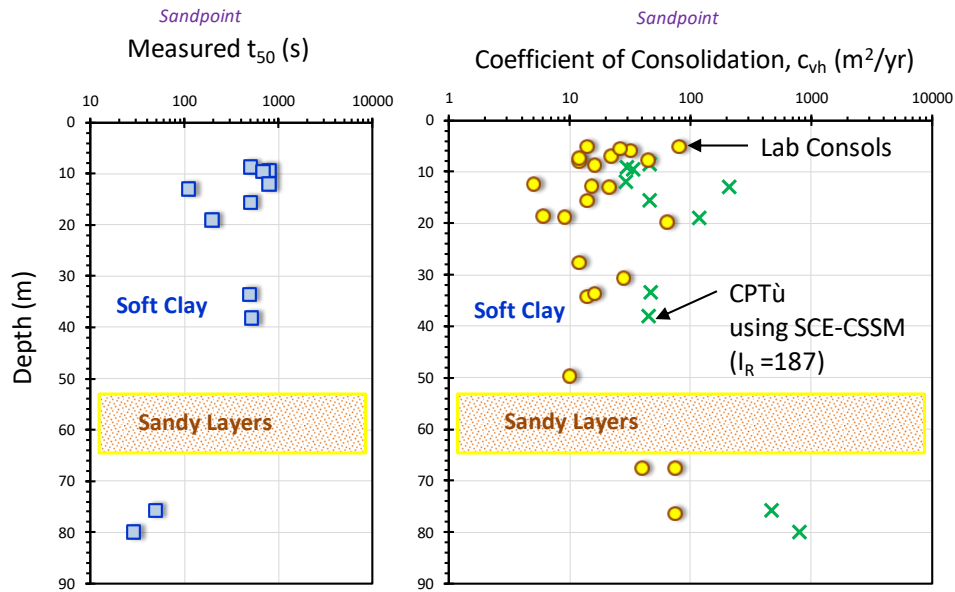 Sandpoint
Measured t50 (s)
10 100 1000 10000
0
10
20
30
40
50
60
70
80
90
Depth (m)
Soft Clay
Sandy Layers
Sandpoint
Coefficient of Consolidation, cvh (m²/yr)
1 10 100 1000 10000
0
10
20
30
40
50
60
70
80
90
Lab Consols
Soft Clay
CPTù
using SCE-CSSM
(IR =187)
Sandy Layers